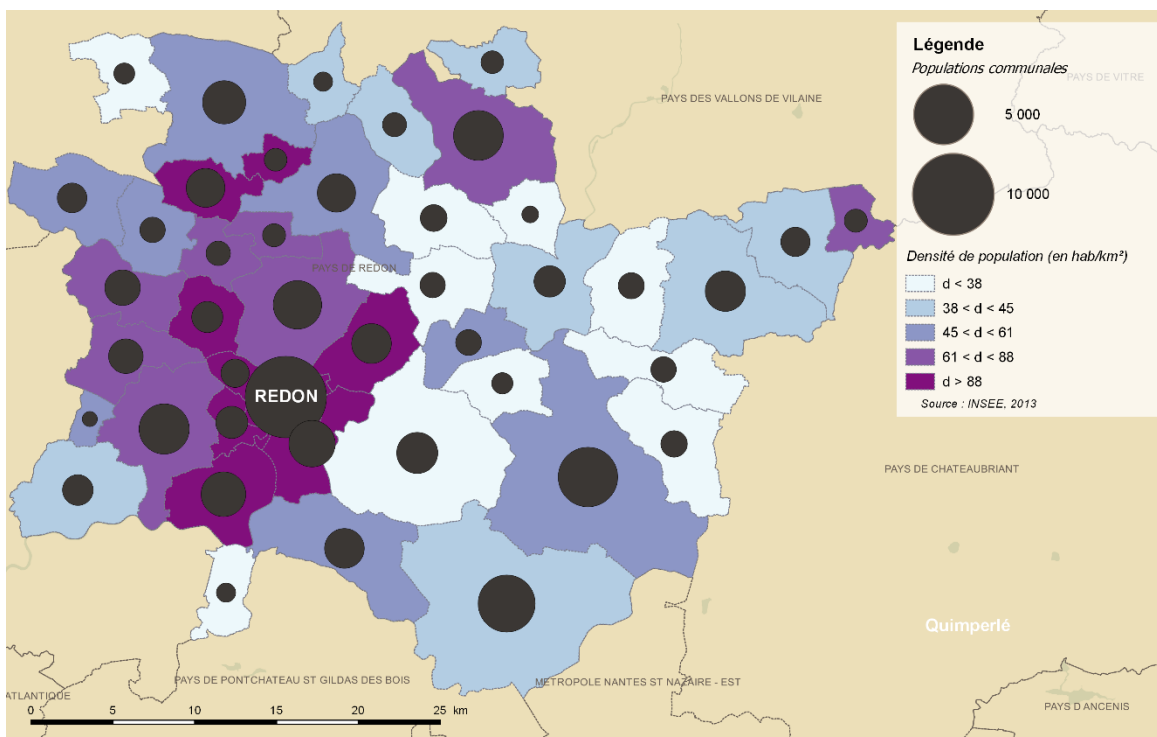 Légende
Populations communales
PAYS DE VITRE
PAYS DES VALLONS DE VILAINE
5 000
10 000
Densité de population (en hab/km²)
PAYS DE REDON
d < 38
38 < d < 45
45 < d < 61
61 < d < 88
d > 88
REDON
Source : INSEE, 2013
PAYS DE CHATEAUBRIANT
Quimperlé
PAYS DE PONTCHATEAU ST GILDAS DES BOIS
METROPOLE NANTES ST NAZAIRE - EST
ATLANTIQUE
PAYS D ANCENIS
0 5 10 15 20 25 km